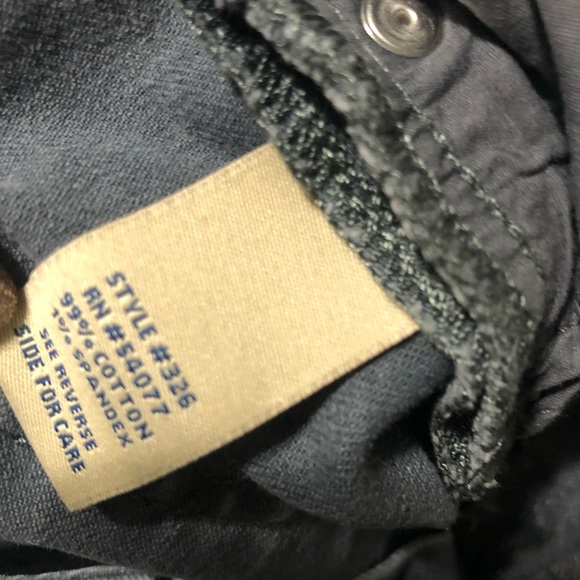 STYLE #326
RN #54077
99% COTTON
1% SPANDEX
SEE REVERSE
SIDE FOR CARE